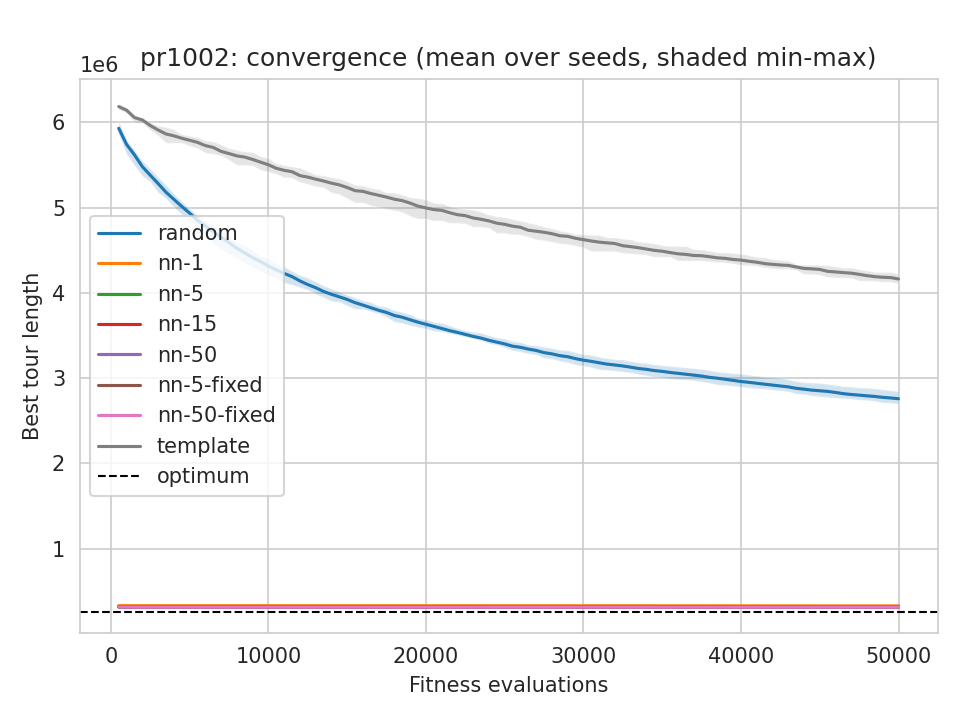 pr1002: convergence (mean over seeds, shaded min-max)
1e6
6
5
4
3
2
1
Best tour length
random
nn-1
nn-5
nn-15
nn-50
nn-5-fixed
nn-50-fixed
template
optimum
0 10000 20000 30000 40000 50000
Fitness evaluations